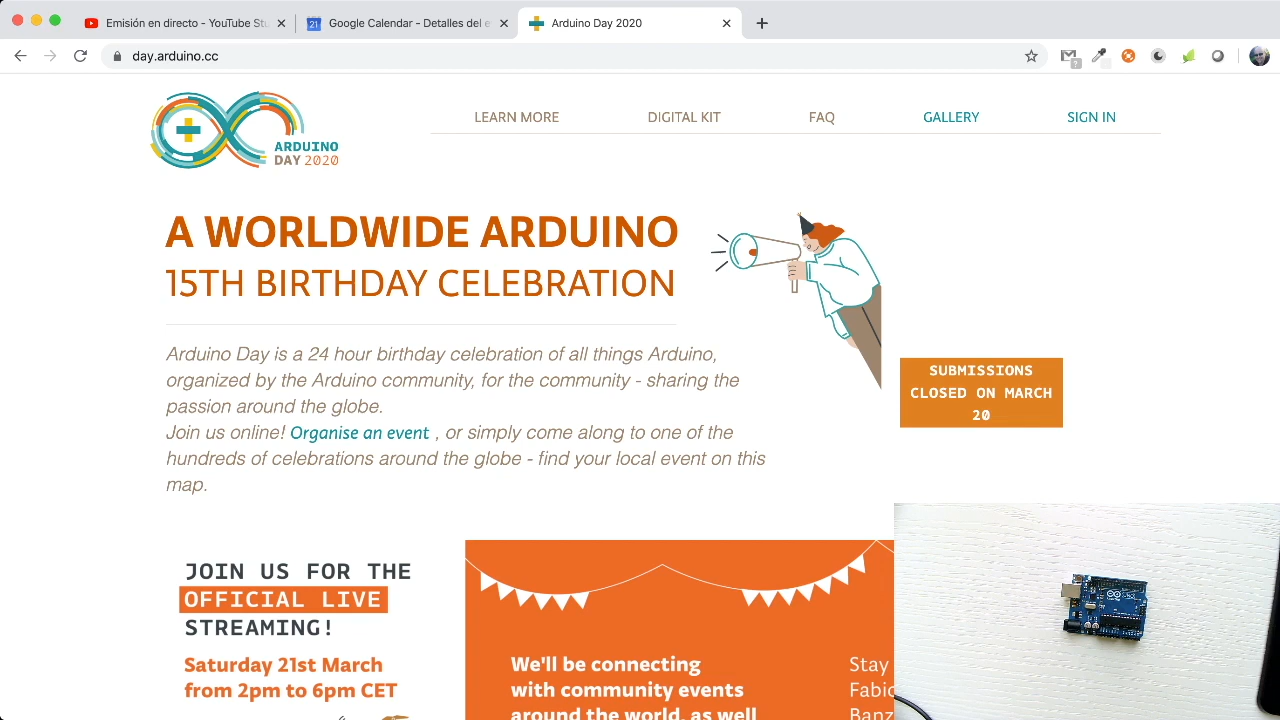 Emisión en directo - YouTube Stu
21
Google Calendar - Detalles del e
Arduino Day 2020
day.arduino.cc
?
ARDUINO
DAY 2020
LEARN MORE
DIGITAL KIT
FAQ
GALLERY
SIGN IN
A WORLDWIDE ARDUINO
15TH BIRTHDAY CELEBRATION
Arduino Day is a 24 hour birthday celebration of all things Arduino,
organized by the Arduino community, for the community - sharing the
passion around the globe.
Join us online! Organise an event , or simply come along to one of the
hundreds of celebrations around the globe - find your local event on this
map.
SUBMISSIONS
CLOSED ON MARCH
20
JOIN US FOR THE
OFFICIAL LIVE
STREAMING!
Saturday 21st March
from 2pm to 6pm CET
We'll be connecting
with community events
around the world, as well
Stay
Fabio
Banz